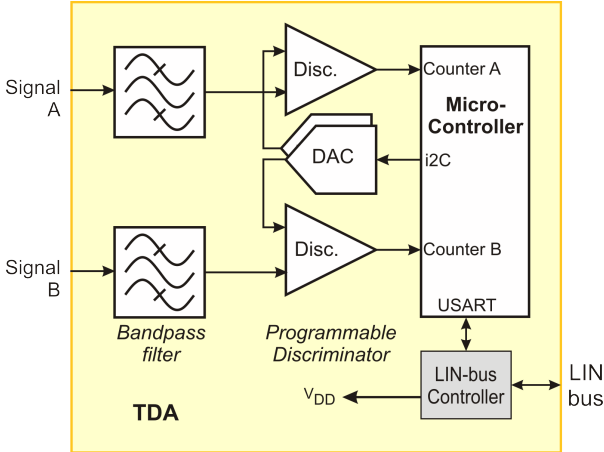 Signal
A
Disc.
Counter A
Micro-
Controller
DAC
i2C
Signal
B
Disc.
Counter B
USART
Bandpass
filter
Programmable
Discriminator
LIN-bus
Controller
LIN
bus
VDD
TDA